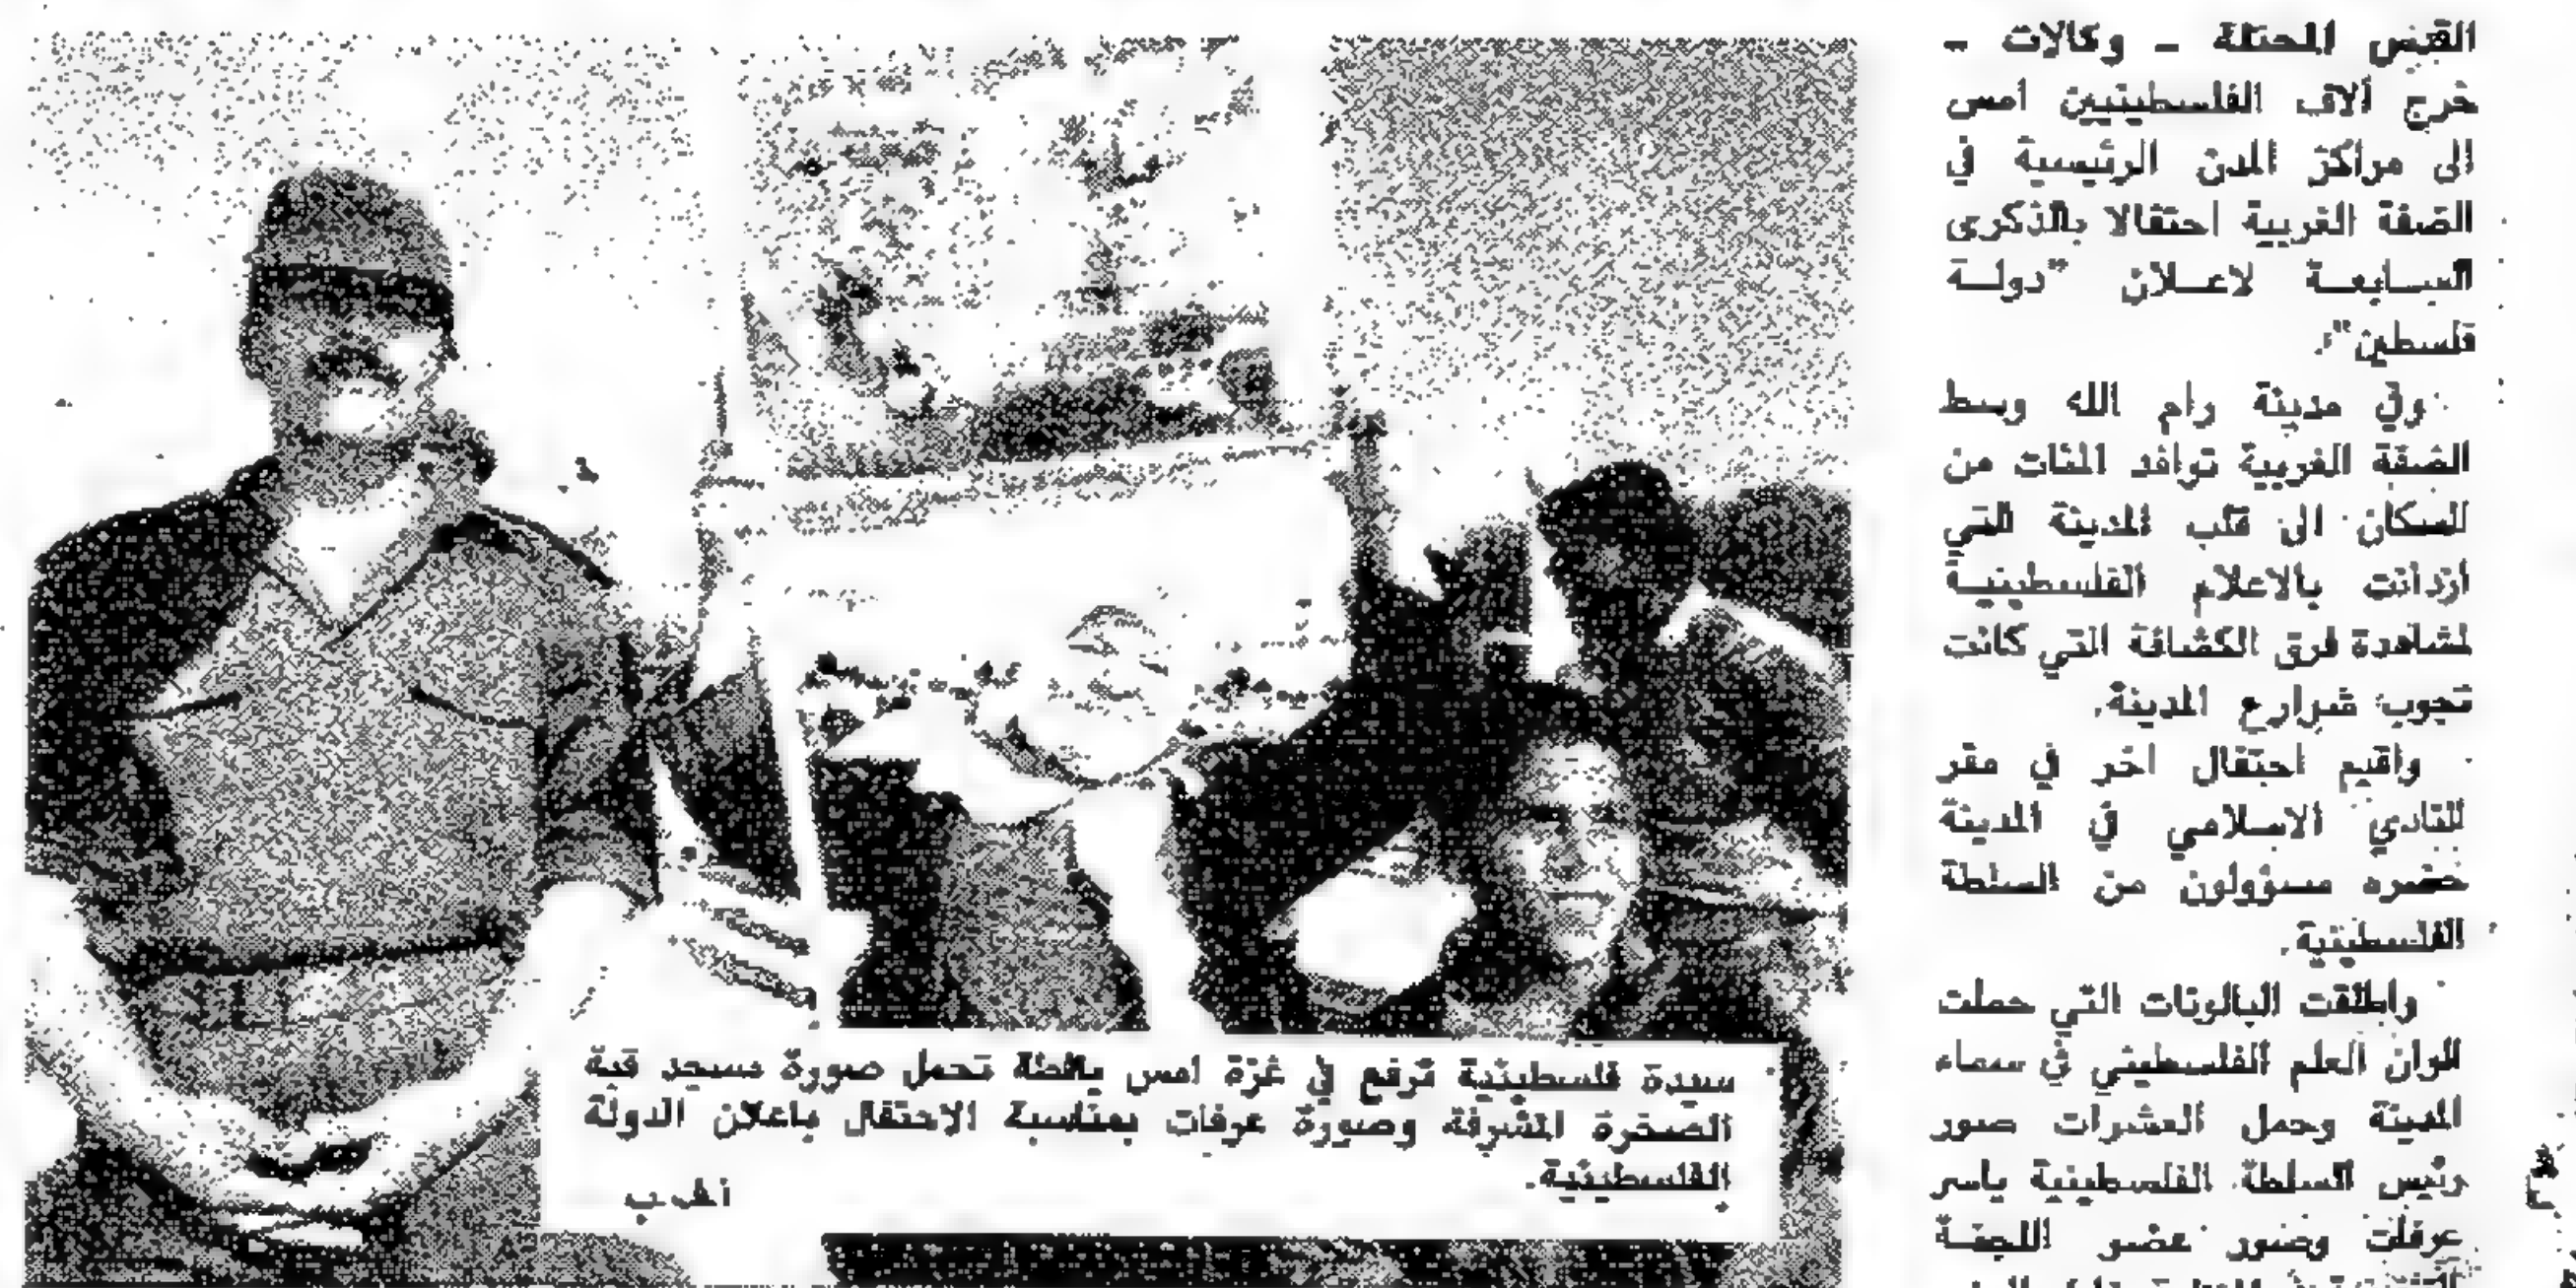 القدس المحتلة - وكالات -
خرج آلاف الفلسطينيين امس
الى مراكز المدن الرئيسية في
الضفة الغربية احتفالا بالذكرى
السابعة لاعلان "دولة
فلسطين".
وفي مدينة رام الله وسط
الضفة الغربية توافد المئات من
السكان الى قلب المدينة التي
ازدانت بالاعلام الفلسطينية
لمشاهدة فرق الكشافة التي كانت
تجوب شوارع المدينة.
واقيم احتفال اخر في مقر
النادي الاسلامي في المدينة
حضره مسؤولون من السلطة
الفلسطينية.
واطلقت البالونات التي حملت
الوان العلم الفلسطيني في سماء
المدينة وحمل العشرات صور
رئيس السلطة الفلسطينية ياسر
عرفات وصور عضو اللجنة
سيدة فلسطينية ترفع في غزة امس يافطة تحمل صورة مسجد قبة
الصخرة المشرفة وصورة عرفات بمناسبة الاحتفال باعلان الدولة
الفلسطينية.
أ.ف.ب